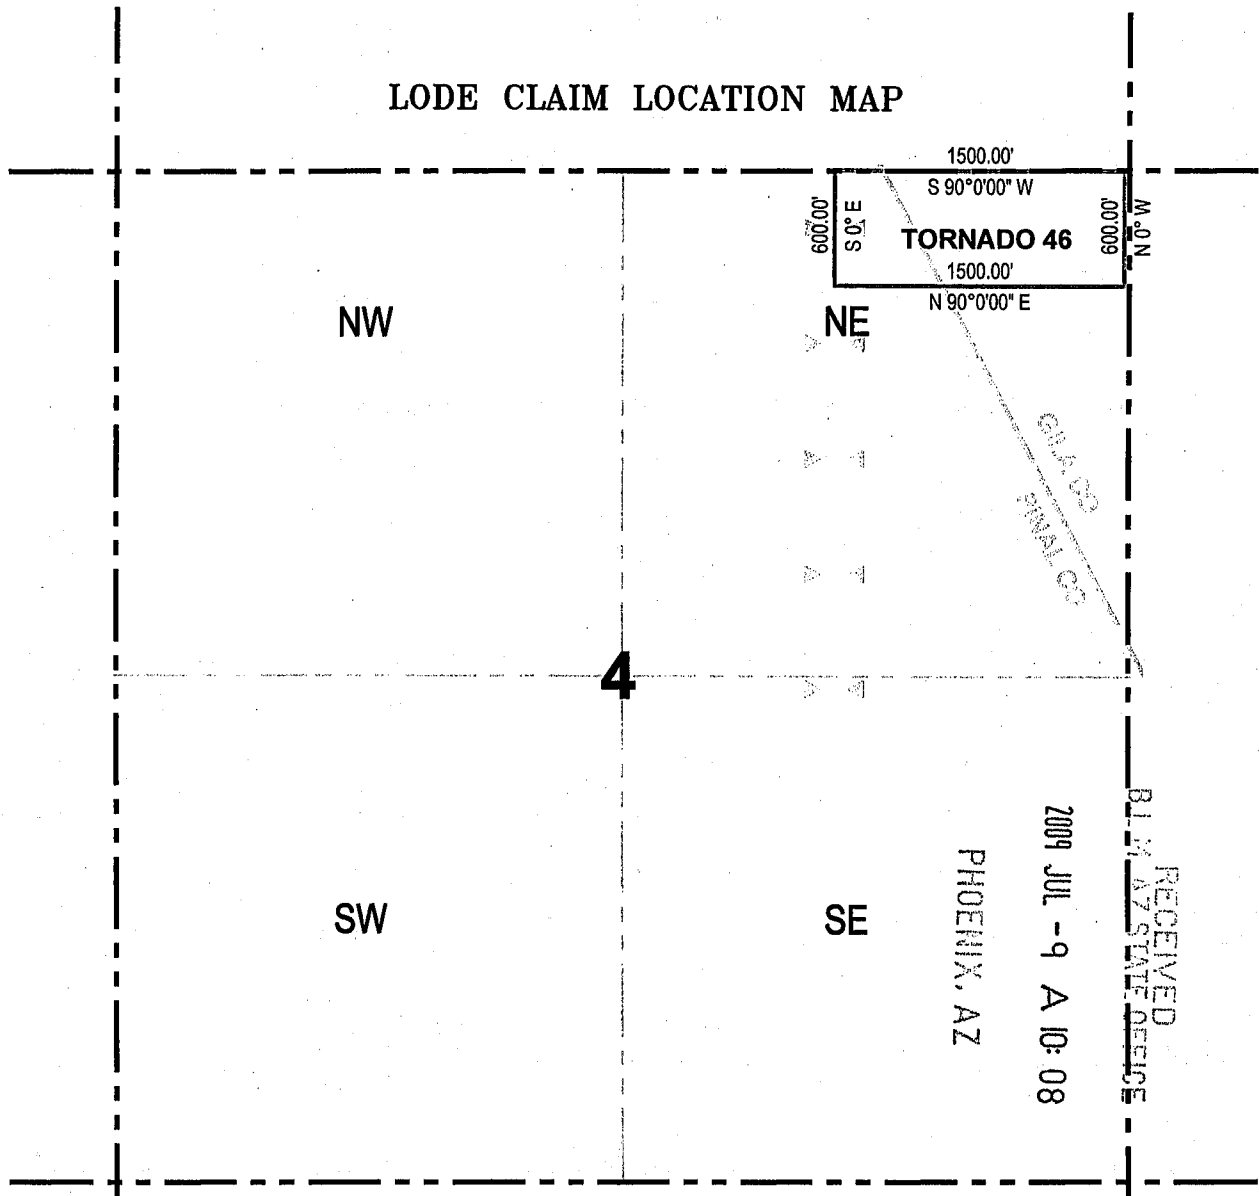 LODE CLAIM LOCATION MAP
1500.00'
S 90°0'00" W
600.00'
S 0° E
TORNADO 46
600.00'
N 0° W
1500.00'
N 90°0'00" E
NW
NE
GILA CO
PINAL CO
4
SW
SE
RECEIVED
BLM AZ STATE OFFICE
2009 JUL -9 A 10:08
PHOENIX, AZ